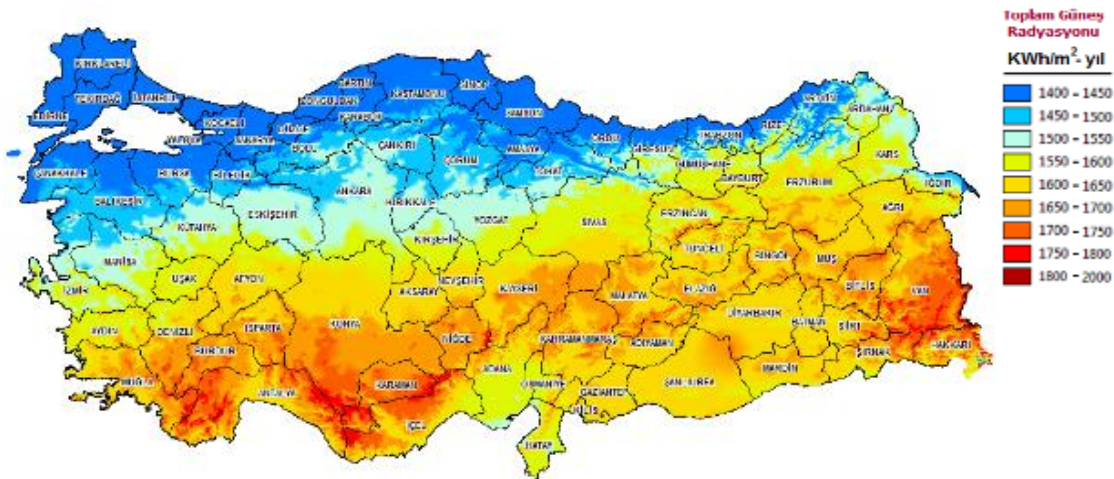 Toplam Güneş
Radyasyonu
KWh/m²- yıl
1400 - 1450
1450 - 1500
1500 - 1550
1550 - 1600
1600 - 1650
1650 - 1700
1700 - 1750
1750 - 1800
1800 - 2000
KIRKLARELİ
TEKİRDAĞ
İSTANBUL
EDİRNE
KOCAELİ
YALOVA
SAKARYA
DÜZCE
BOLU
ZONGULDAK
BARTIN
KARABÜK
KASTAMONU
SİNOP
SAMSUN
ORDU
GİRESUN
TRABZON
RİZE
ARTVİN
ARDAHAN
KARS
IĞDIR
ÇANAKKALE
BURSA
BİLECİK
ÇANKIRI
ÇORUM
AMASYA
TOKAT
GÜMÜŞHANE
BAYBURT
ERZURUM
AĞRI
BALIKESİR
KÜTAHYA
ESKİŞEHİR
ANKARA
KIRIKKALE
YOZGAT
SİVAS
ERZİNCAN
TUNCELİ
BİNGÖL
MUŞ
MANİSA
UŞAK
AFYON
KIRŞEHİR
NEVŞEHİR
AKSARAY
KAYSERİ
MALATYA
ELAZIĞ
BİTLİS
VAN
İZMİR
AYDIN
DENİZLİ
ISPARTA
BURDUR
KONYA
NİĞDE
KAHRAMANMARAŞ
ADIYAMAN
DİYARBAKIR
BATMAN
SİİRT
ŞIRNAK
HAKKARİ
MUĞLA
ANTALYA
KARAMAN
İÇEL
ADANA
OSMANİYE
GAZİANTEP
KİLİS
ŞANLIURFA
MARDİN
HATAY